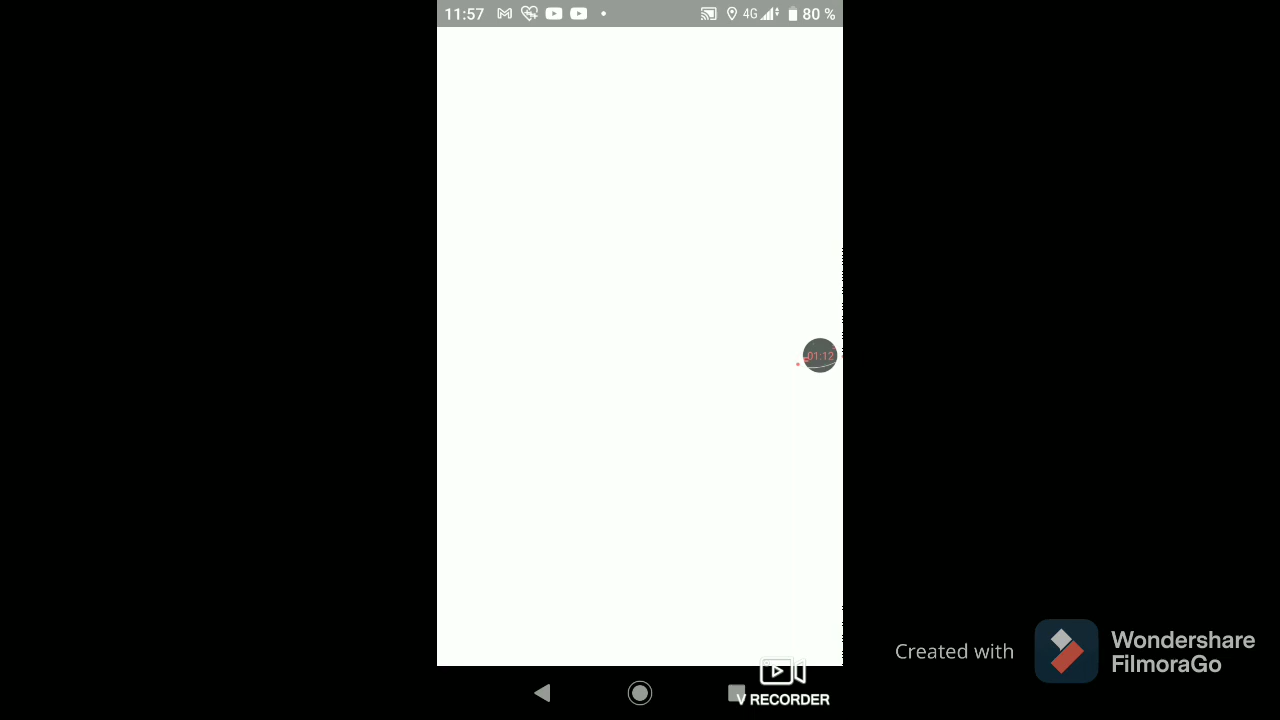 11:57
4G
80 %
01:12
V RECORDER
Created with
Wondershare
FilmoraGo